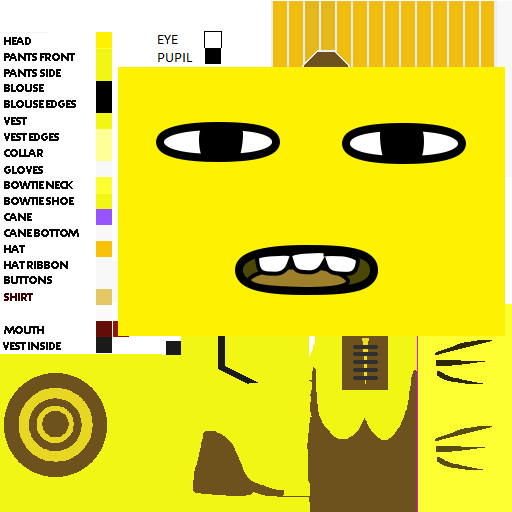 HEAD
PANTS FRONT
PANTS SIDE
BLOUSE
BLOUSE EDGES
VEST
VEST EDGES
COLLAR
GLOVES
BOWTIE NECK
BOWTIE SHOE
CANE
CANE BOTTOM
HAT
HAT RIBBON
BUTTONS
SHIRT
MOUTH
VEST INSIDE
EYE
PUPIL